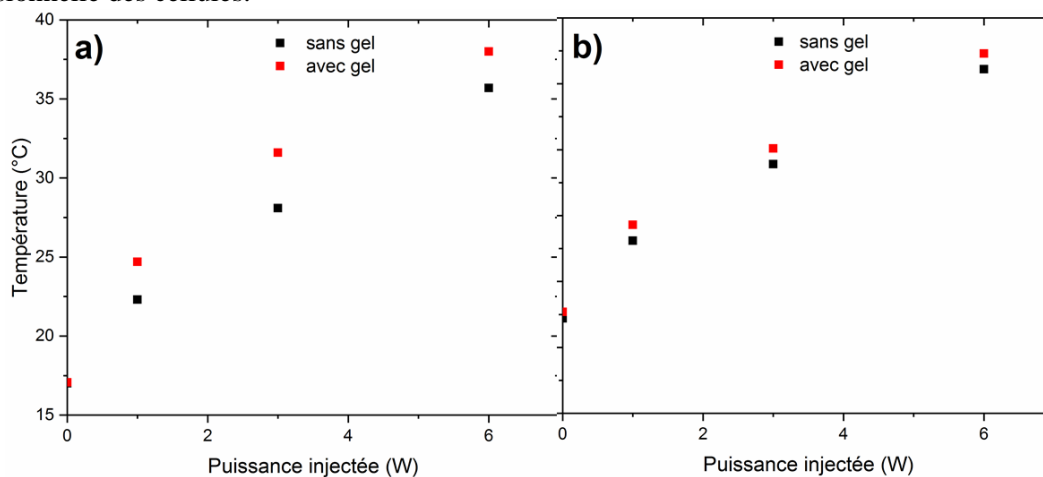 a)
sans gel
avec gel
40
35
30
25
20
15
Température (°C)
0 2 4 6
Puissance injectée (W)
b)
sans gel
avec gel
0 2 4 6
Puissance injectée (W)